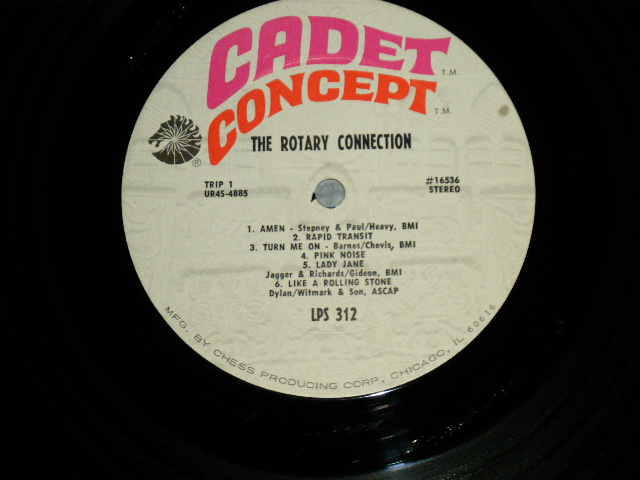 CADET T.M.
CONCEPT T.M.
®
THE ROTARY CONNECTION
TRIP 1
UR4S-4885
#16536
STEREO
1. AMEN - Stepney & Paul/Heavy, BMI
2. RAPID TRANSIT
3. TURN ME ON - Barnes/Chevis, BMI
4. PINK NOISE
5. LADY JANE
Jagger & Richards/Gideon, BMI
6. LIKE A ROLLING STONE
Dylan/Witmark & Son, ASCAP
LPS 312
MFG. BY CHESS PRODUCING CORP., CHICAGO, IL 60616